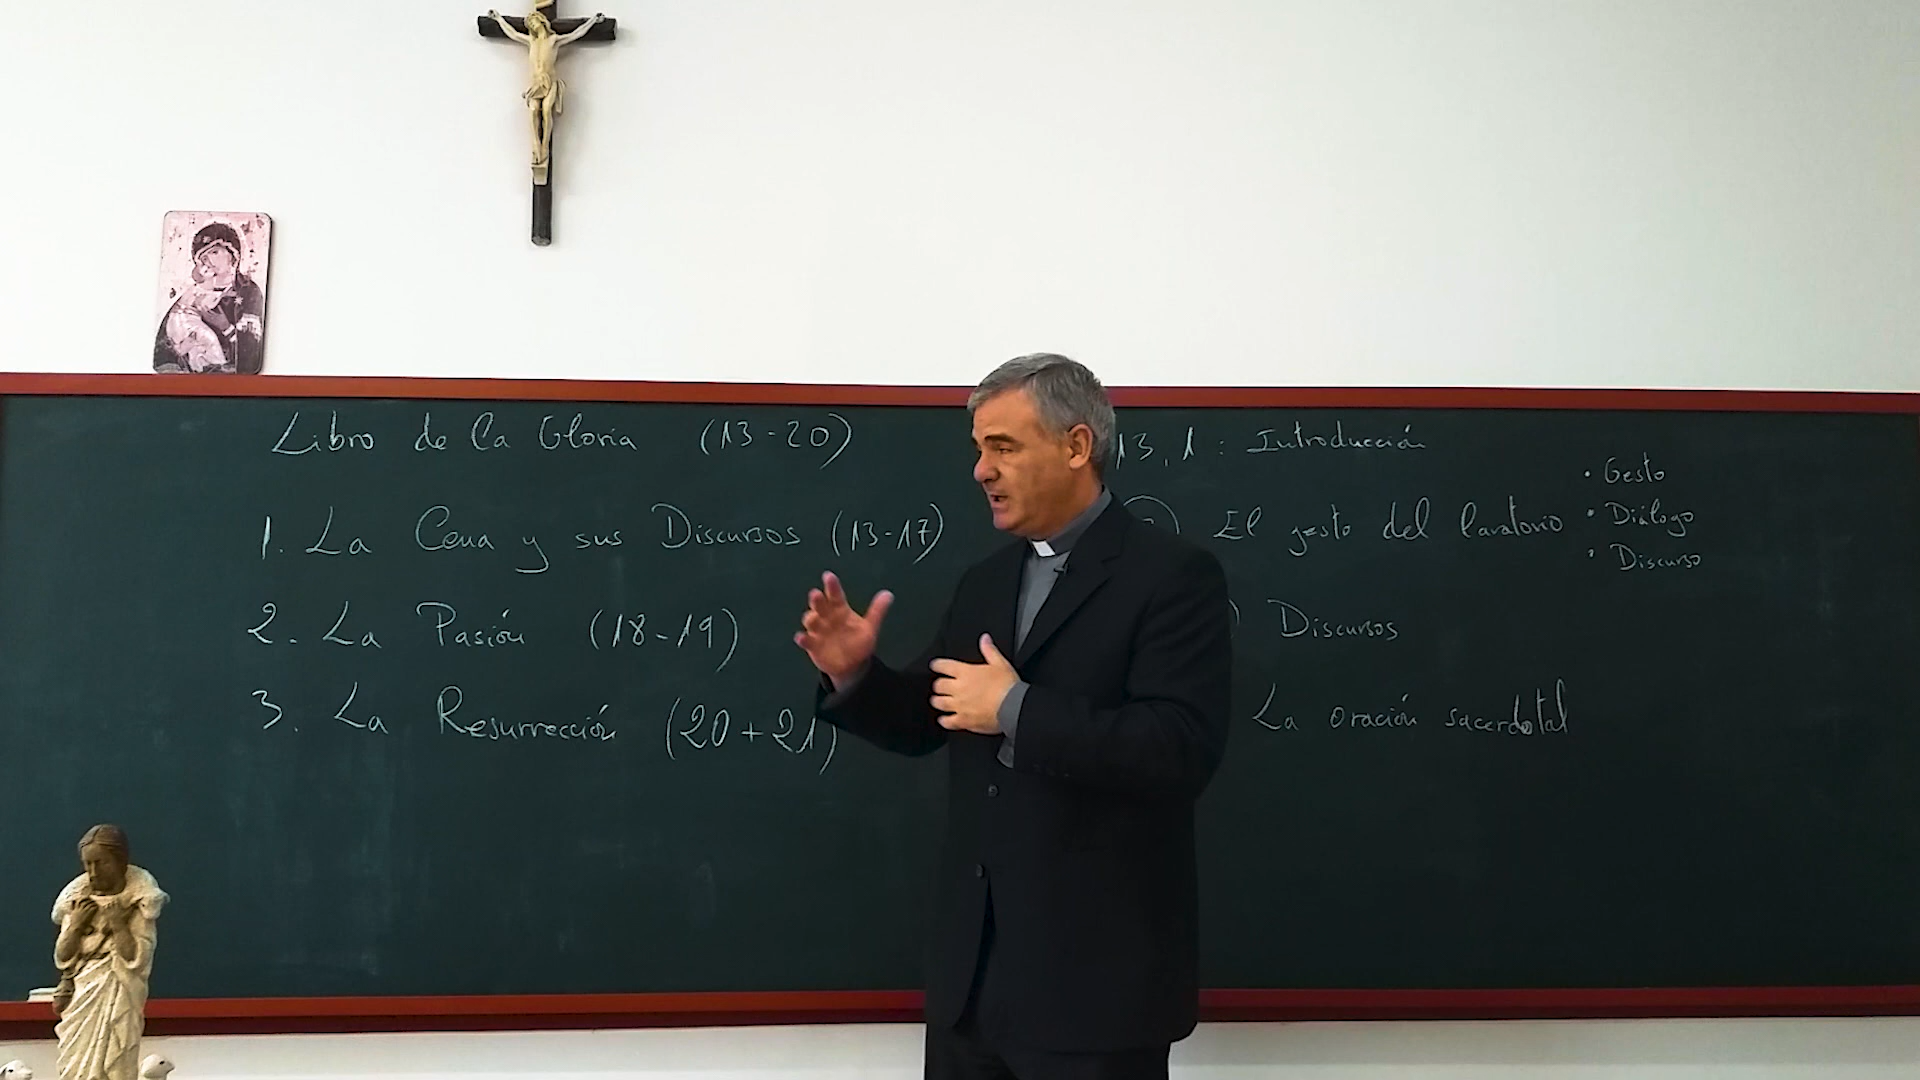 Libro de la Gloria (13-20)
1. La Cena y sus Discursos (13-17)
2. La Pasión (18-19)
3. La Resurrección (20+21)
13, 1: Introducción
El gesto del lavatorio
• Gesto
• Diálogo
• Discurso
Discursos
La oración sacerdotal